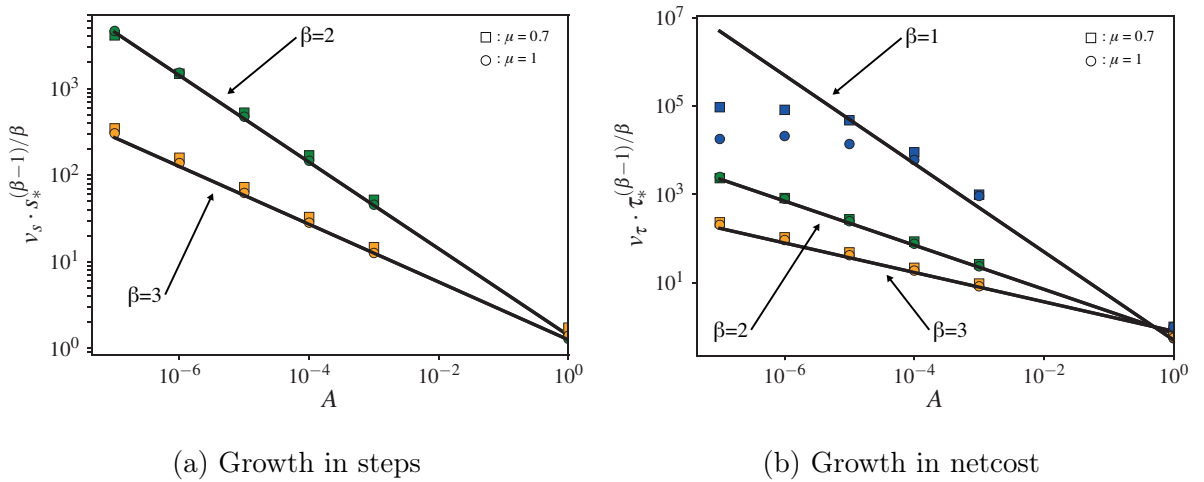 β=2
□ : μ = 0.7
○ : μ = 1
v_s · s_*^{(β−1)/β}
10^3
10^2
10^1
10^0
β=3
10^{−6}
10^{−4}
10^{−2}
10^0
A
(a) Growth in steps
β=1
□ : μ = 0.7
○ : μ = 1
v_τ · τ_*^{(β−1)/β}
10^7
10^5
10^3
10^1
β=2
β=3
10^{−6}
10^{−4}
10^{−2}
10^0
A
(b) Growth in netcost